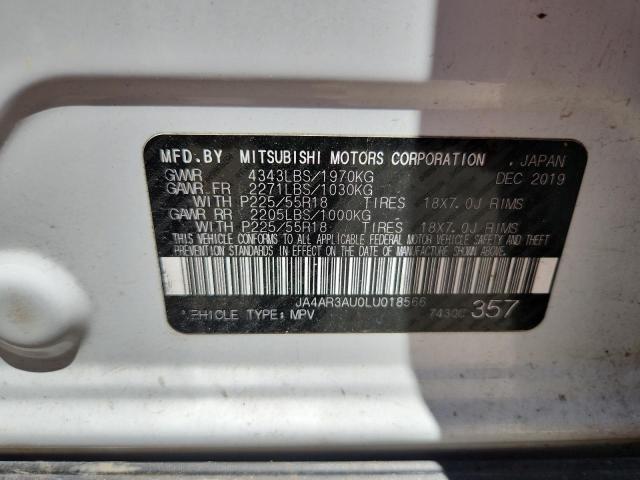 MFD.BY MITSUBISHI MOTORS CORPORATION , JAPAN
GVWR 4343LBS/1970KG DEC 2019
GAWR FR 2271LBS/1030KG
WITH P225/55R18 TIRES 18X7.0J RIMS
GAWR RR 2205LBS/1000KG
WITH P225/55R18 TIRES 18X7.0J RIMS
THIS VEHICLE CONFORMS TO ALL APPLICABLE FEDERAL MOTOR VEHICLE SAFETY AND THEFT
PREVENTION STANDARDS IN EFFECT ON THE DATE OF MANUFACTURE SHOWN ABOVE.
JA4AR3AU0LU018566
VEHICLE TYPE: MPV 7430C 357